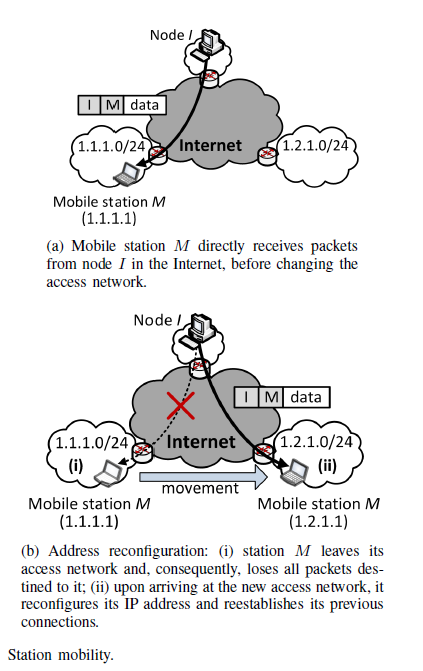 Node I
I M data
1.1.1.0/24
Internet
1.2.1.0/24
Mobile station M
(1.1.1.1)
(a) Mobile station M directly receives packets
from node I in the Internet, before changing the
access network.
Node I
I M data
1.1.1.0/24
Internet
1.2.1.0/24
(i)
(ii)
movement
Mobile station M
(1.1.1.1)
Mobile station M
(1.2.1.1)
(b) Address reconfiguration: (i) station M leaves its
access network and, consequently, loses all packets des-
tined to it; (ii) upon arriving at the new access network, it
reconfigures its IP address and reestablishes its previous
connections.
Station mobility.